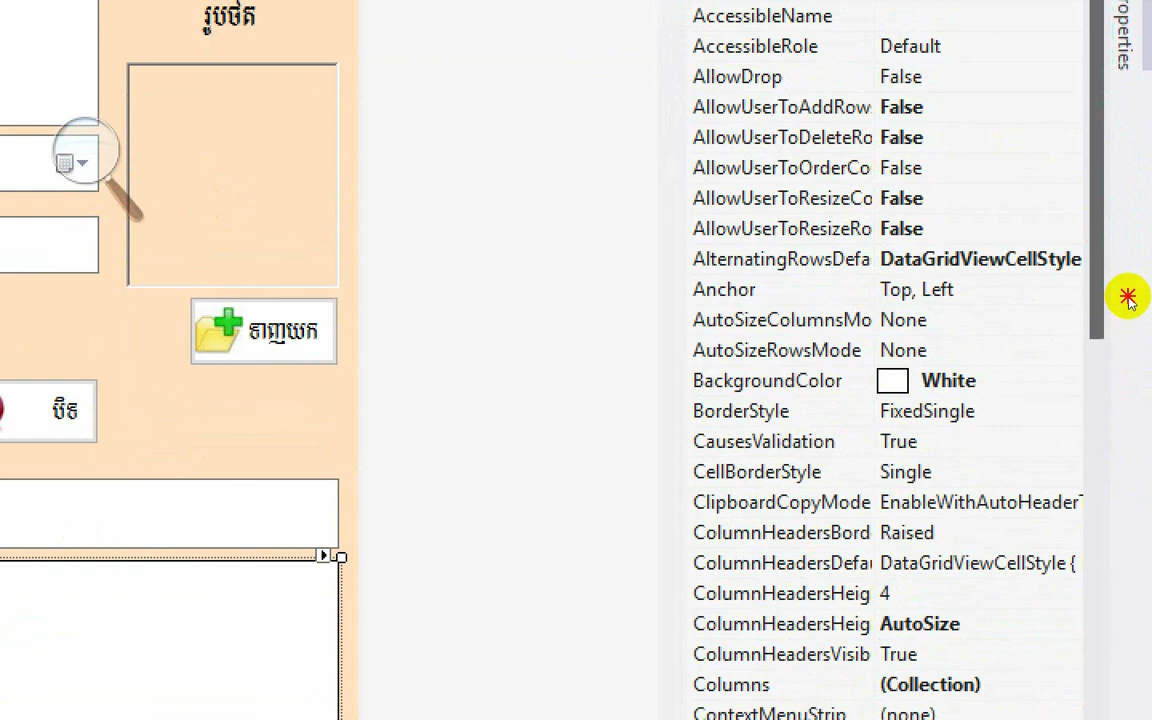 រូបថត
ទាញយក
បិទ
AccessibleName
AccessibleRole Default
AllowDrop False
AllowUserToAddRow False
AllowUserToDeleteRo False
AllowUserToOrderCo False
AllowUserToResizeCo False
AllowUserToResizeRo False
AlternatingRowsDefa DataGridViewCellStyle
Anchor Top, Left
AutoSizeColumnsMo None
AutoSizeRowsMode None
BackgroundColor White
BorderStyle FixedSingle
CausesValidation True
CellBorderStyle Single
ClipboardCopyMode EnableWithAutoHeaderT
ColumnHeadersBord Raised
ColumnHeadersDefau DataGridViewCellStyle {
ColumnHeadersHeig 4
ColumnHeadersHeig AutoSize
ColumnHeadersVisib True
Columns (Collection)
ContextMenuStrip (none)
roperties